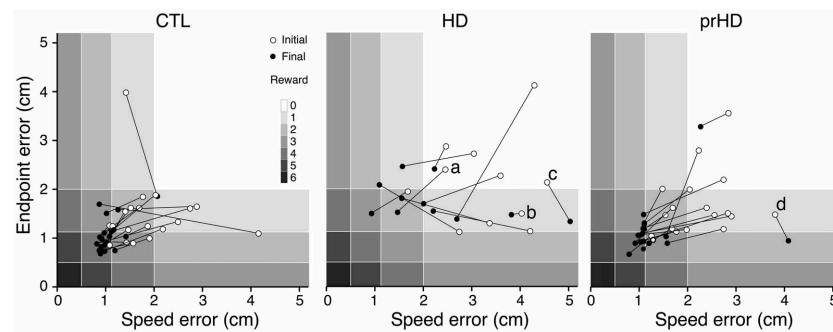 CTL
HD
prHD
Initial
Final
Reward
0
1
2
3
4
5
6
a
b
c
d
5
4
3
2
1
0
Endpoint error (cm)
0 1 2 3 4 5
0 1 2 3 4 5
0 1 2 3 4 5
Speed error (cm)
Speed error (cm)
Speed error (cm)